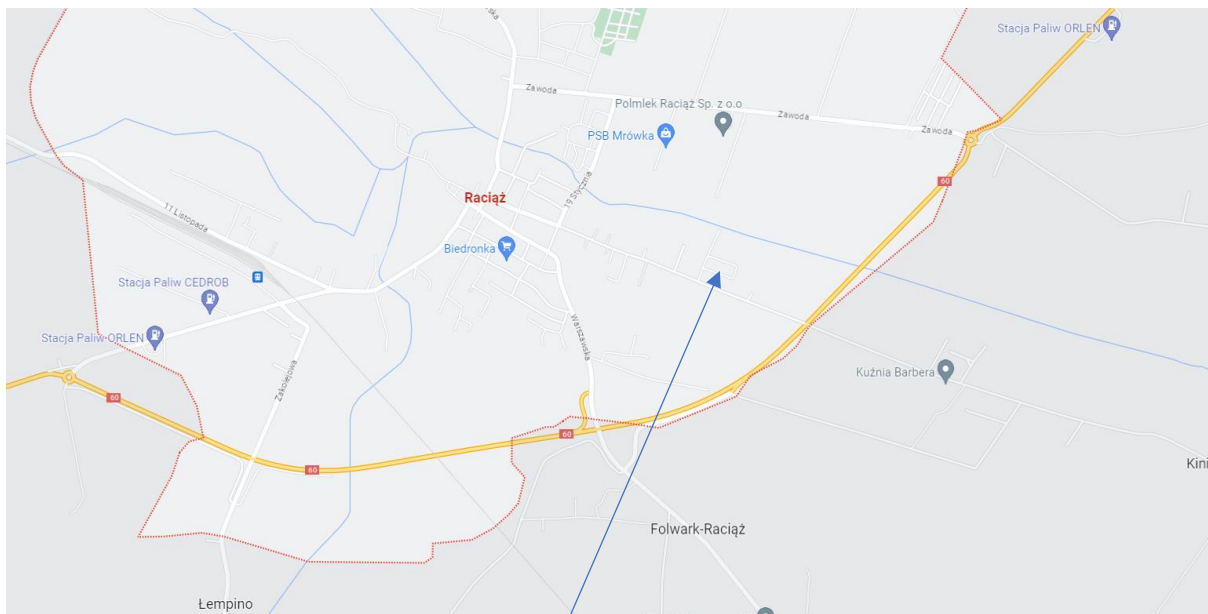 Stacja Paliw ORLEN
Zawoda
Polmlek Raciąż Sp. z o.o
Zawoda
PSB Mrówka
Zawoda
60
Raciąż
19 Stycznia
11 Listopada
Biedronka
Stacja Paliw CEDROB
Stacja Paliw ORLEN
Warszawska
Kuźnia Barbera
Zakolejowa
60
60
60
Kini
Folwark-Raciąż
Łempino